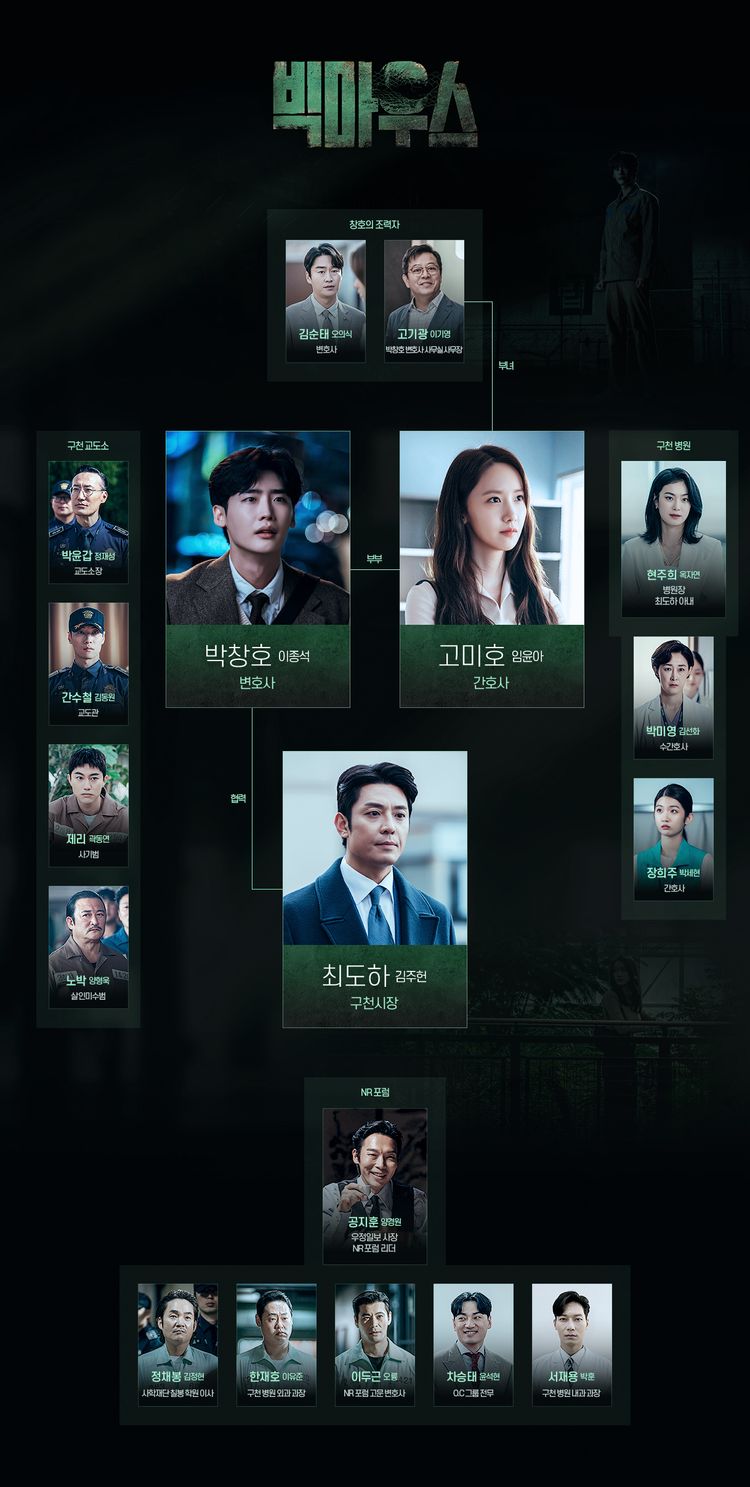 빅마우스
창호의 조력자
김순태 오의식
변호사
고기광 이기영
박창호 변호사 사무실 사무장
부녀
구천 교도소
박윤갑 정재성
교도소장
간수철 김동원
교도관
제리 곽동연
사기범
노박 양형욱
살인미수범
박창호 이종석
변호사
부부
고미호 임윤아
간호사
협력
최도하 김주헌
구천시장
구천 병원
현주희 옥자연
병원장
최도하 아내
박미영 김선화
수간호사
장희주 박세현
간호사
NR 포럼
공지훈 양경원
우정일보 사장
NR 포럼 리더
정채봉 김정현
사학재단 칠봉 학원 이사
한재호 이유준
구천 병원 외과 과장
이두근 오륭
NR 포럼 고문 변호사
차승태 윤석현
O.C 그룹 전무
서재용 박훈
구천 병원 내과 과장